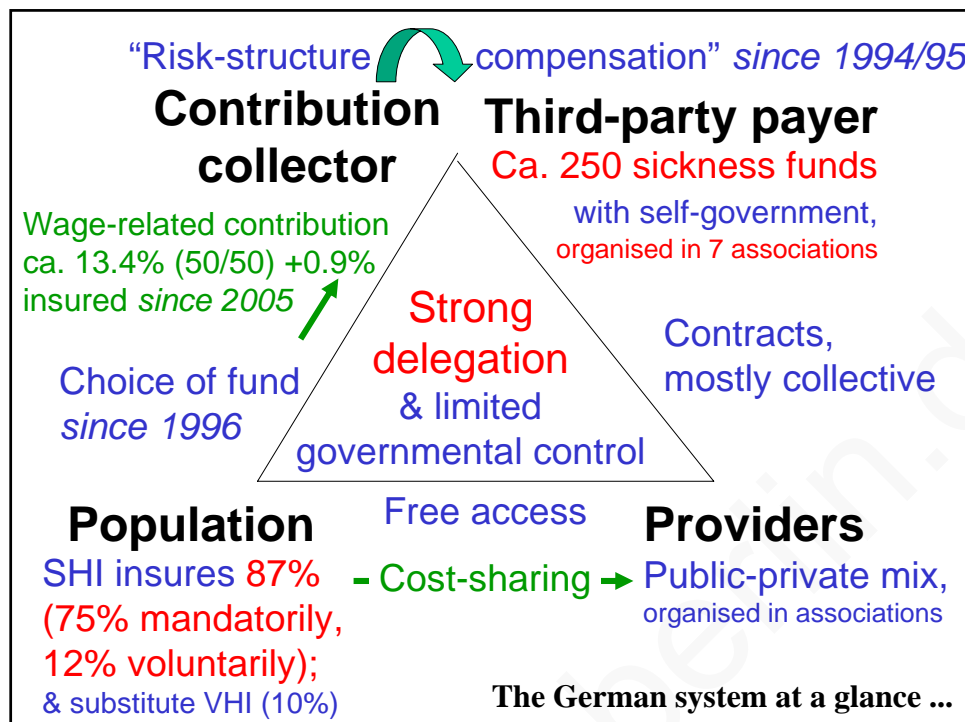 “Risk-structure compensation” since 1994/95
Contribution
collector
Third-party payer
Ca. 250 sickness funds
with self-government,
organised in 7 associations
Wage-related contribution
ca. 13.4% (50/50) +0.9%
insured since 2005
Choice of fund
since 1996
Strong
delegation
& limited
governmental control
Contracts,
mostly collective
Population
SHI insures 87%
(75% mandatorily,
12% voluntarily);
& substitute VHI (10%)
Free access
Cost-sharing
Providers
Public-private mix,
organised in associations
The German system at a glance ...